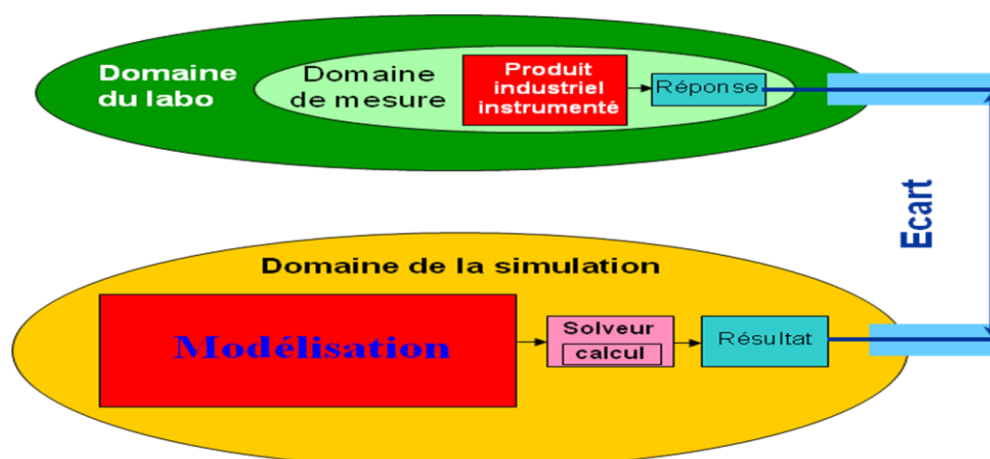 Domaine
du labo
Domaine
de mesure
Produit
industriel
instrumenté
Réponse
Ecart
Domaine de la simulation
Modélisation
Solveur
calcul
Résultat